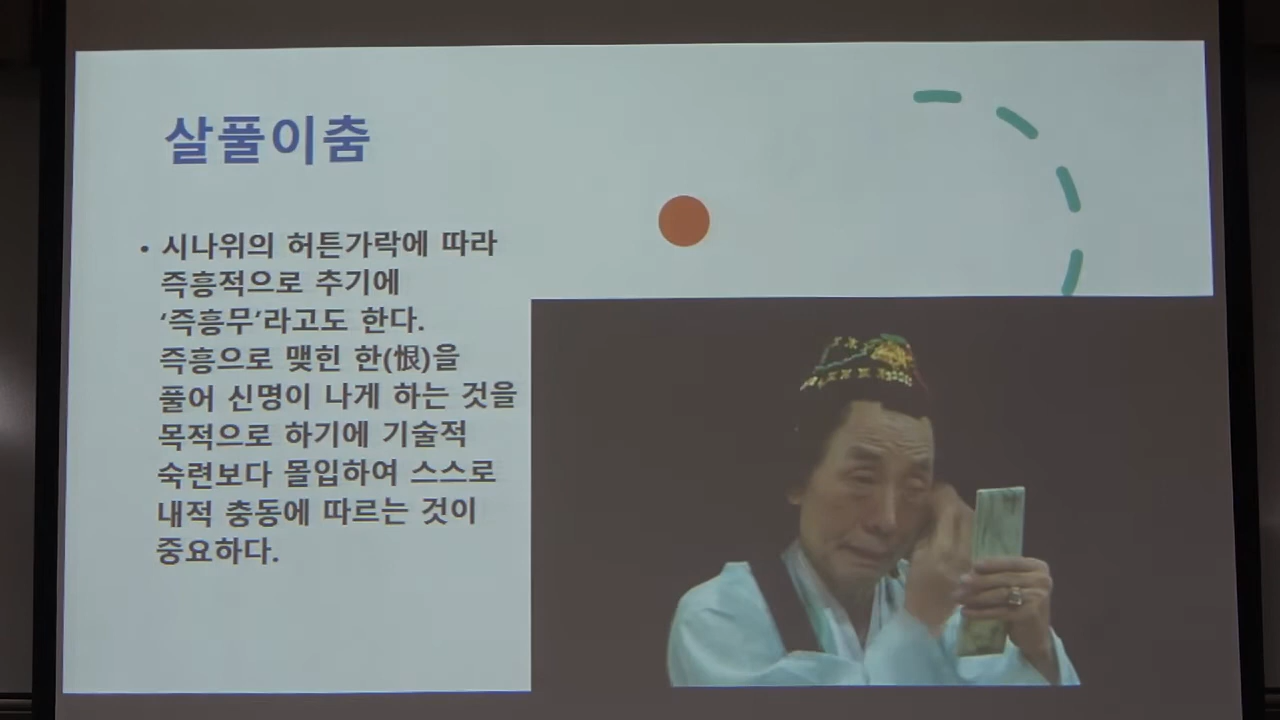 살풀이춤
• 시나위의 허튼가락에 따라
즉흥적으로 추기에
‘즉흥무’라고도 한다.
즉흥으로 맺힌 한(恨)을
풀어 신명이 나게 하는 것을
목적으로 하기에 기술적
숙련보다 몰입하여 스스로
내적 충동에 따르는 것이
중요하다.